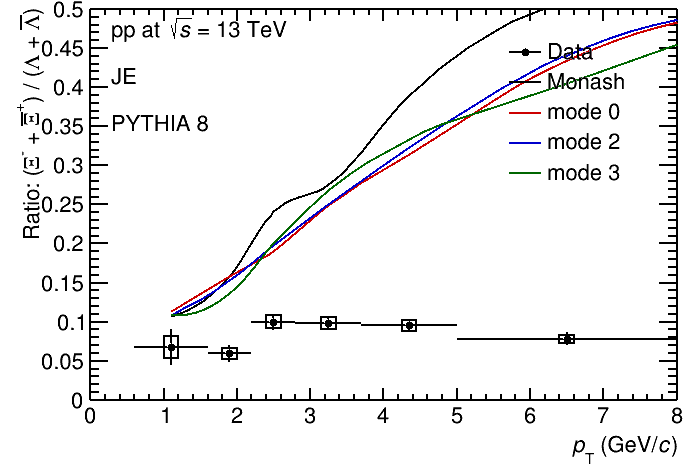 pp at √s = 13 TeV
JE
PYTHIA 8
Data
Monash
mode 0
mode 2
mode 3
Ratio: (Ξ⁻ + Ξ̅⁺) / (Λ + Λ̅)
0.5
0.45
0.4
0.35
0.3
0.25
0.2
0.15
0.1
0.05
0
0 1 2 3 4 5 6 7 8
p_T (GeV/c)